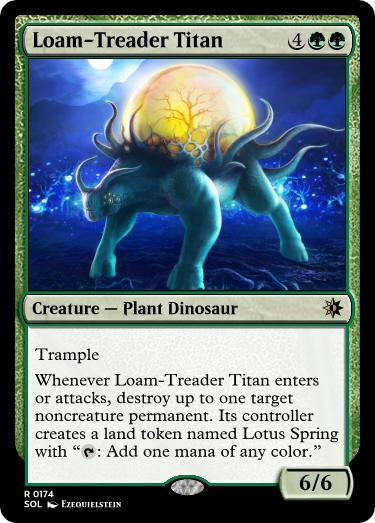 Loam-Treader Titan 4
Creature — Plant Dinosaur
Trample
Whenever Loam-Treader Titan enters
or attacks, destroy up to one target
noncreature permanent. Its controller
creates a land token named Lotus Spring
with “: Add one mana of any color.”
6/6
R 0174
SOL Ezequielstein